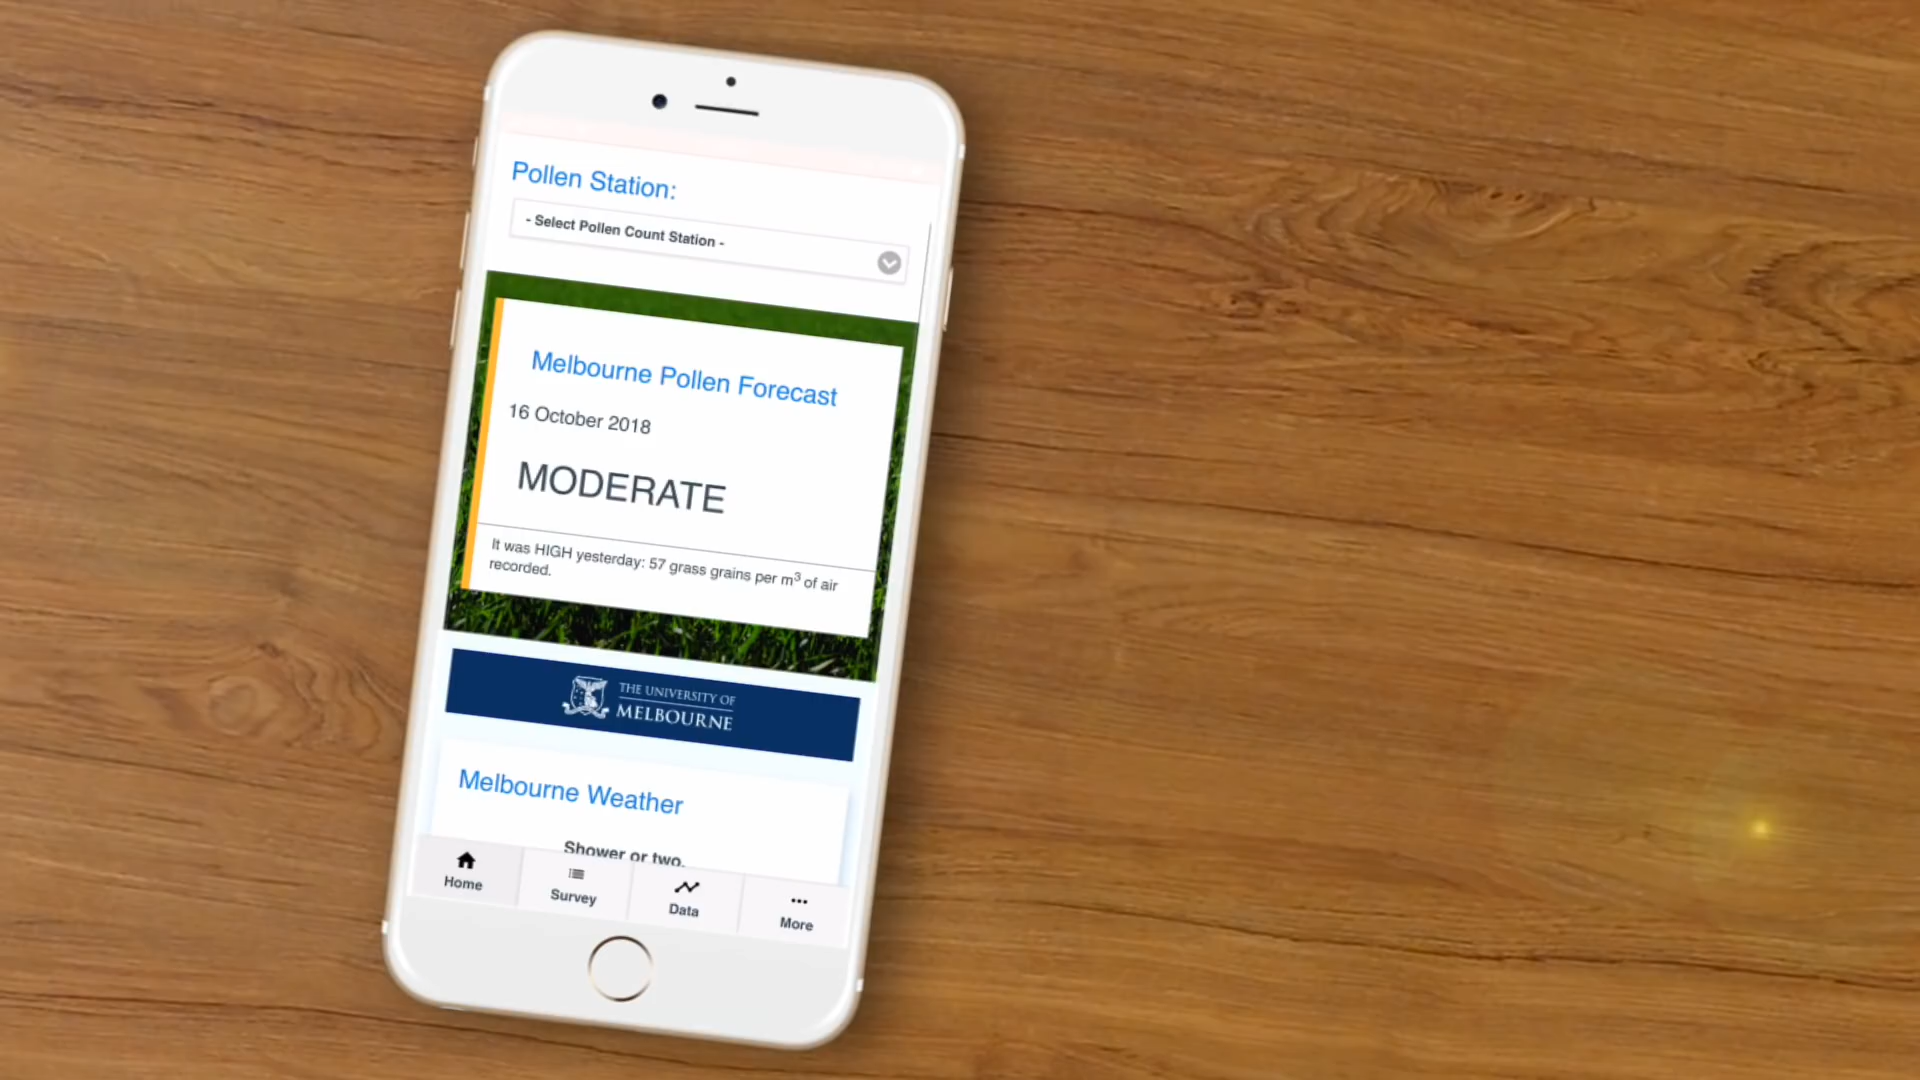 Pollen Station:
- Select Pollen Count Station -
Melbourne Pollen Forecast
16 October 2018
MODERATE
It was HIGH yesterday: 57 grass grains per m³ of air
recorded.
THE UNIVERSITY OF
MELBOURNE
Melbourne Weather
Shower or two.
Home
Survey
Data
More